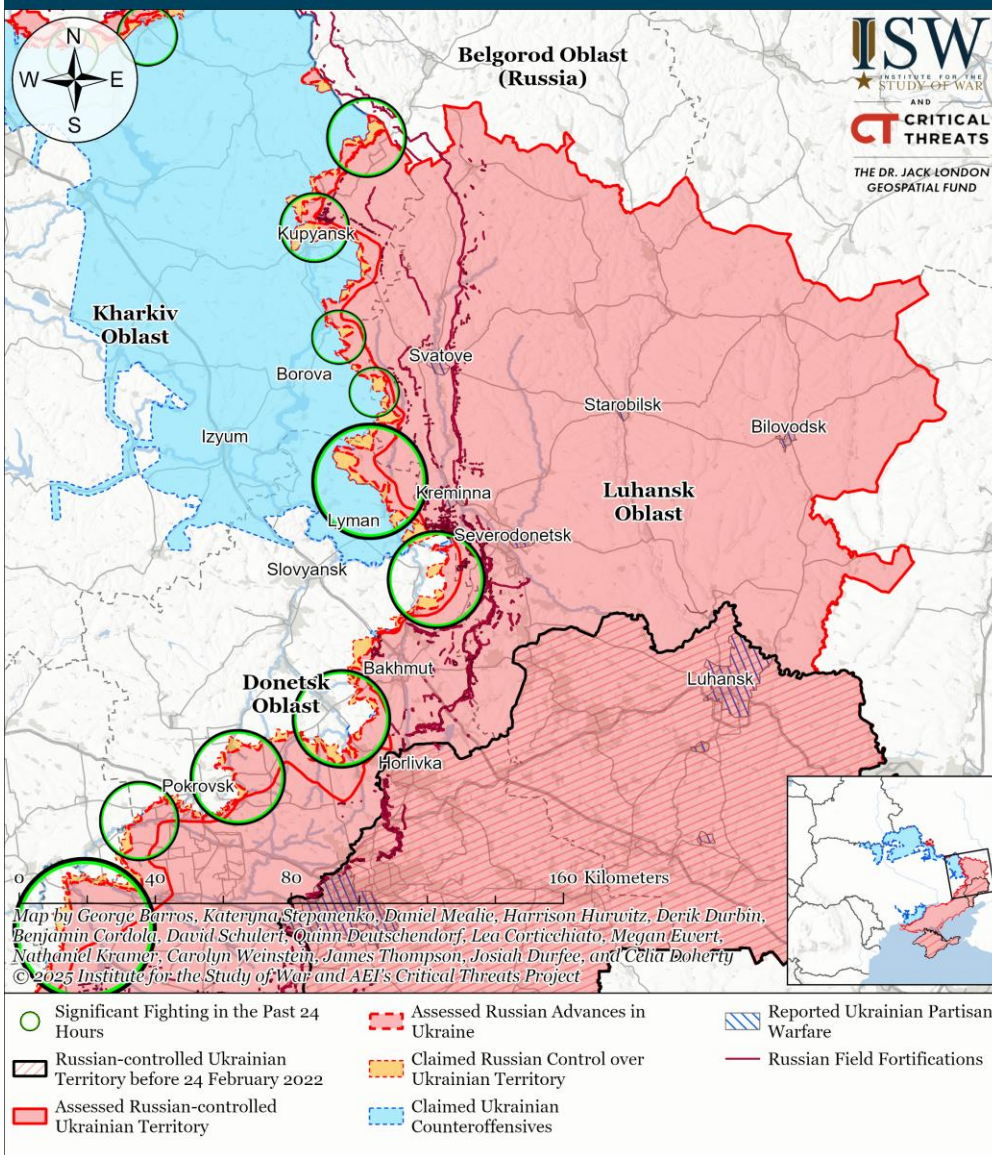 N
W E
S
Belgorod Oblast
(Russia)
ISW
INSTITUTE FOR THE
STUDY OF WAR
AND
CT CRITICAL
THREATS
THE DR. JACK LONDON
GEOSPATIAL FUND
Kupyansk
Kharkiv
Oblast
Svatove
Borova
Starobilsk
Bilovodsk
Izyum
Kreminna
Luhansk
Oblast
Lyman
Severodonetsk
Slovyansk
Bakhmut
Luhansk
Donetsk
Oblast
Horlivka
Pokrovsk
0 40 80 160 Kilometers
Map by George Barros, Kateryna Stepanenko, Daniel Mealie, Harrison Hurwitz, Derik Durbin,
Benjamin Cordola, David Schulert, Quinn Deutschendorf, Lea Corticchiato, Megan Ewert,
Nathaniel Kramer, Carolyn Weinstein, James Thompson, Josiah Durfee, and Celia Doherty
© 2025 Institute for the Study of War and AEI's Critical Threats Project
Significant Fighting in the Past 24
Hours
Russian-controlled Ukrainian
Territory before 24 February 2022
Assessed Russian-controlled
Ukrainian Territory
Assessed Russian Advances in
Ukraine
Claimed Russian Control over
Ukrainian Territory
Claimed Ukrainian
Counteroffensives
Reported Ukrainian Partisan
Warfare
Russian Field Fortifications